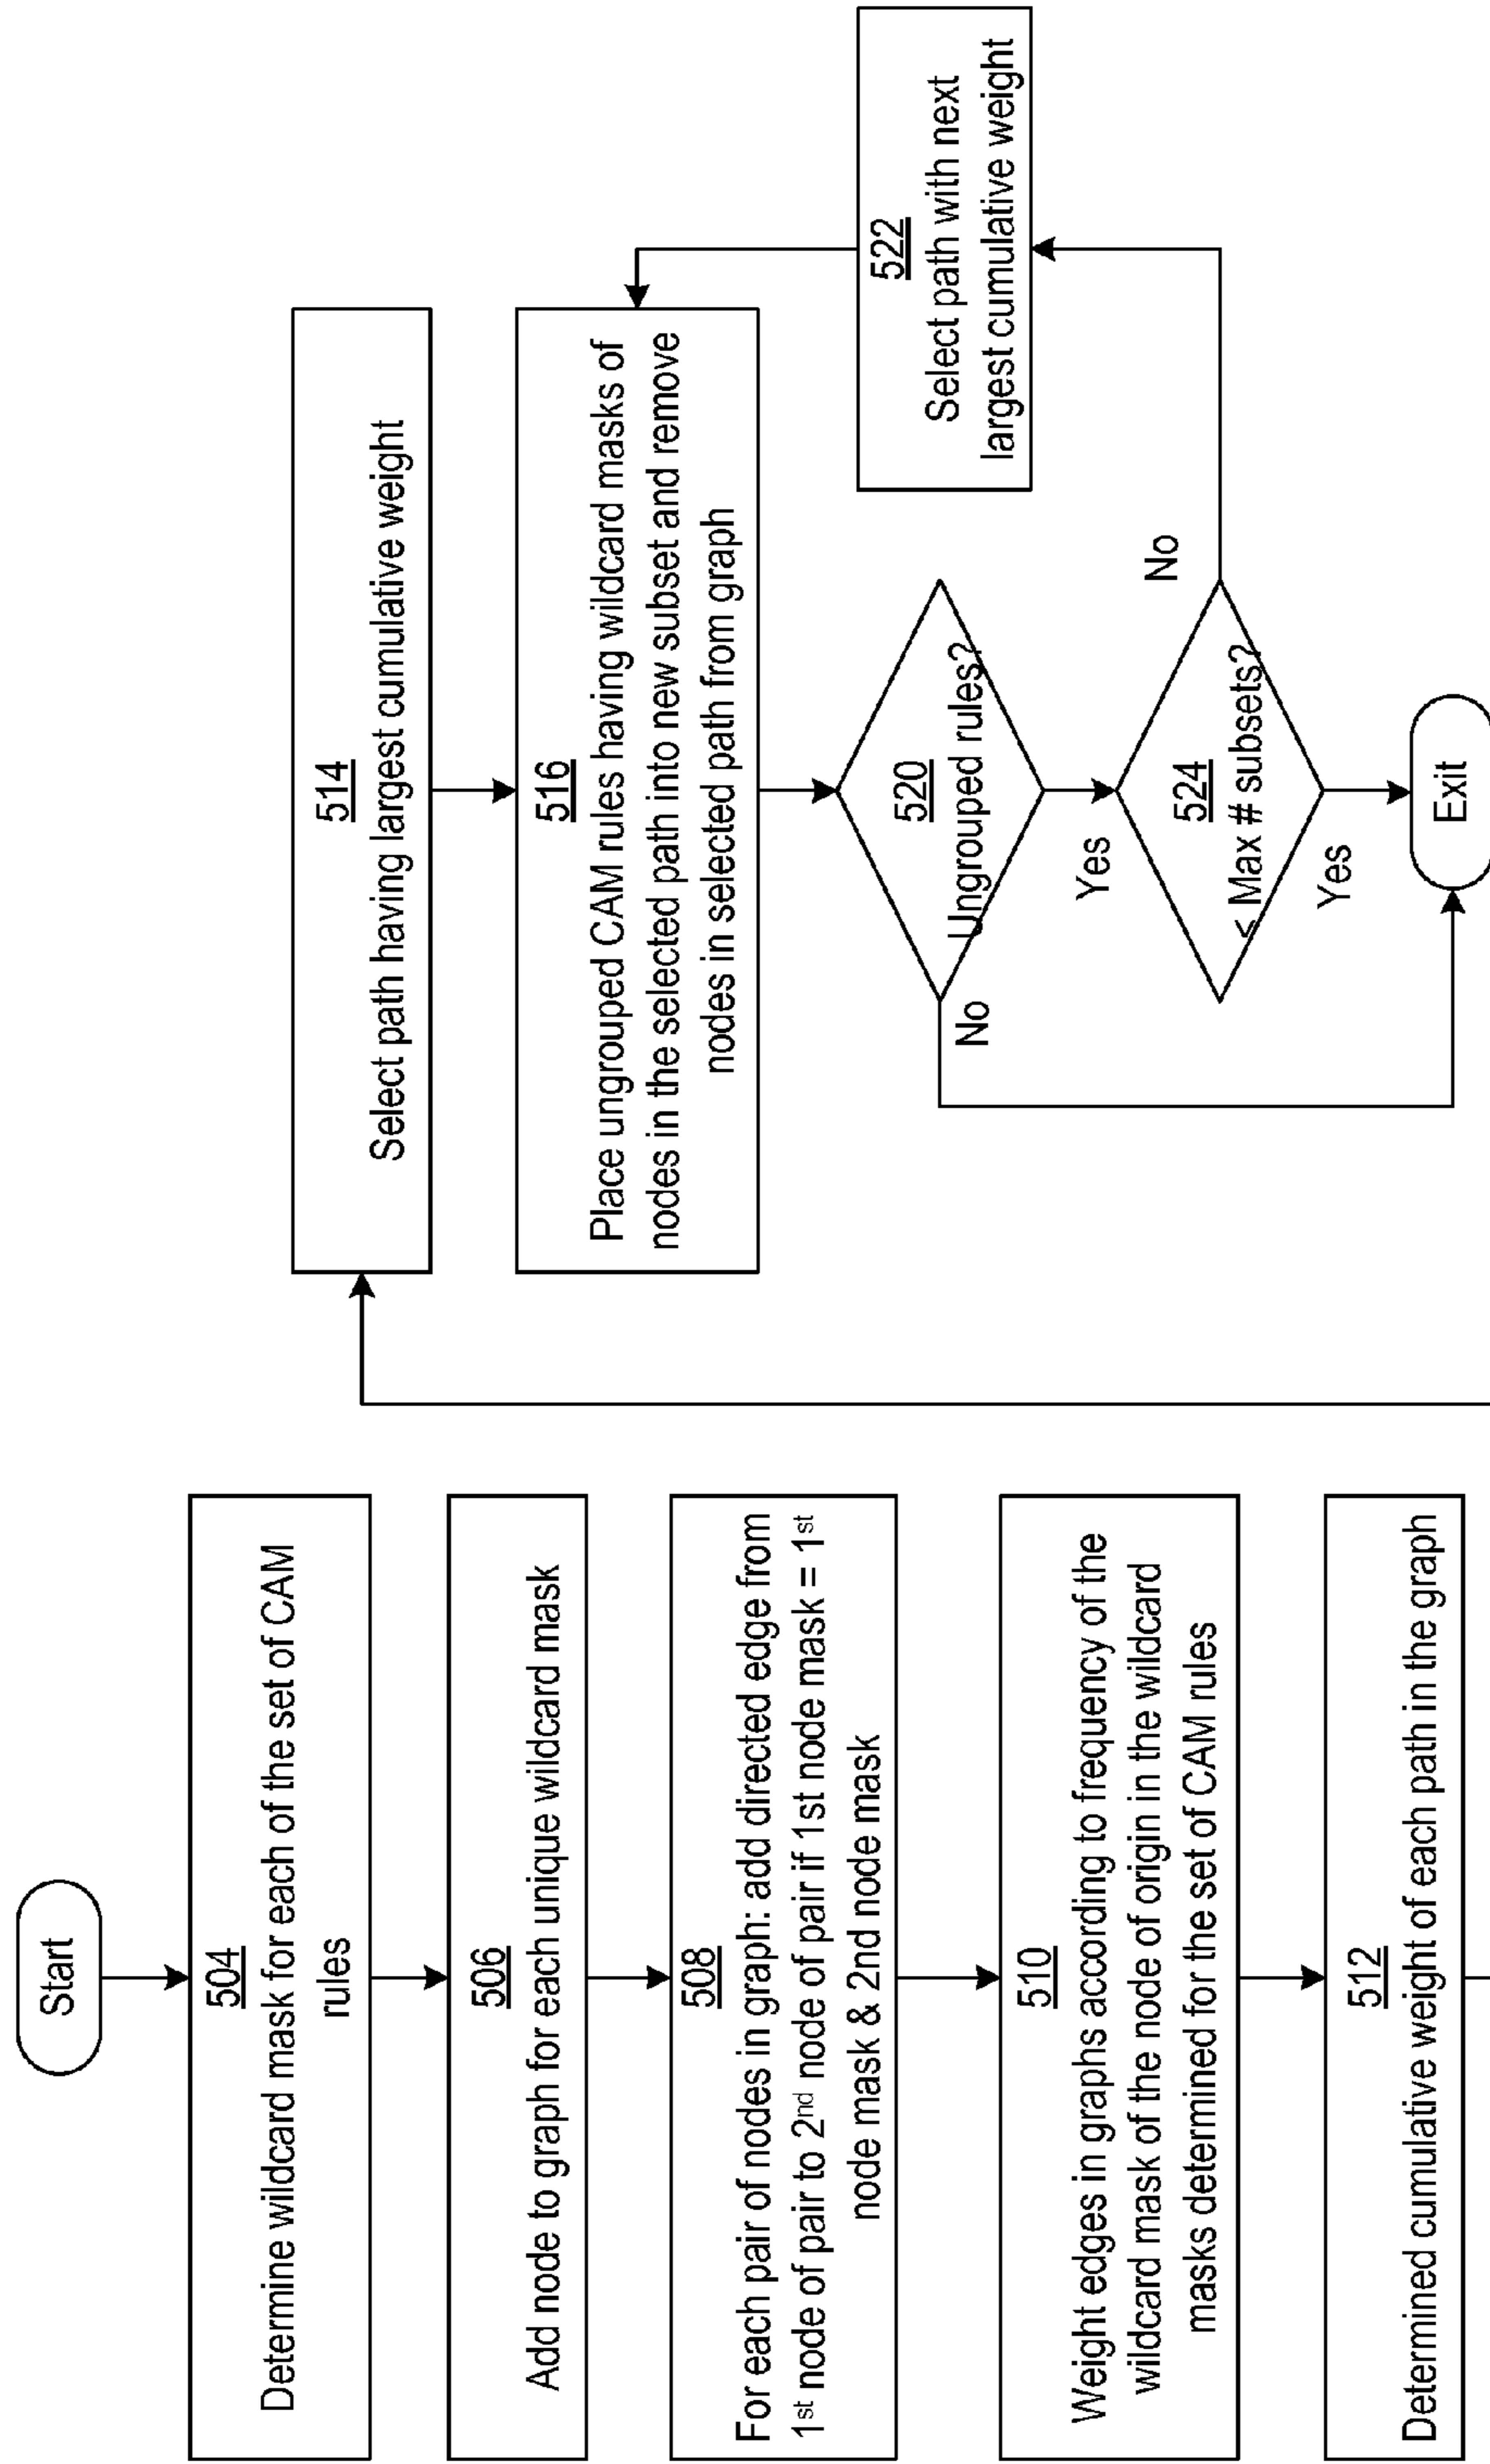 Start
504
Determine wildcard mask for each of the set of CAM
rules
506
Add node to graph for each unique wildcard mask
508
For each pair of nodes in graph: add directed edge from
1st node of pair to 2nd node of pair if 1st node mask = 1st
node mask & 2nd node mask
510
Weight edges in graphs according to frequency of the
wildcard mask of the node of origin in the wildcard
masks determined for the set of CAM rules
512
Determined cumulative weight of each path in the graph
514
Select path having largest cumulative weight
516
Place ungrouped CAM rules having wildcard masks of
nodes in the selected path into new subset and remove
nodes in selected path from graph
520
Ungrouped rules?
No
Yes
524
< Max # subsets?
No
Yes
522
Select path with next
largest cumulative weight
Exit